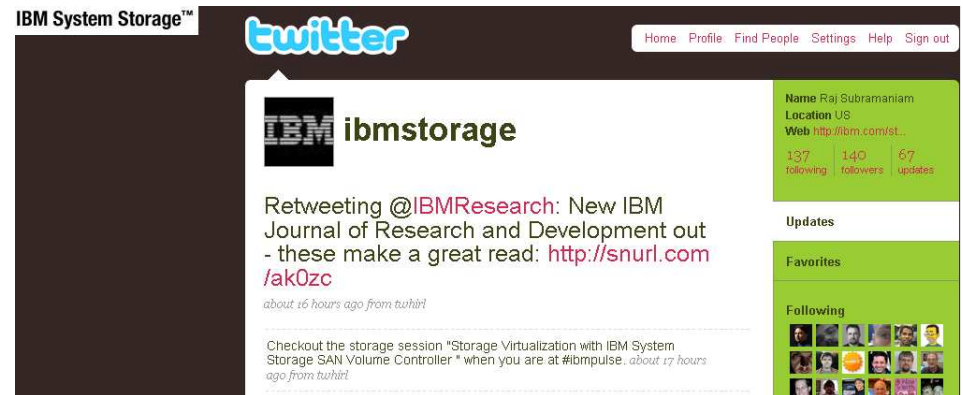 IBM System Storage™
twitter
Home Profile Find People Settings Help Sign out
IBM ibmstorage
Name Raj Subramaniam
Location US
Web http://ibm.com/st...
137 140 67
following followers updates
Retweeting @IBMResearch: New IBM
Journal of Research and Development out
- these make a great read: http://snurl.com
/ak0zc
about 16 hours ago from twhirl
Updates
Favorites
Following
Checkout the storage session "Storage Virtualization with IBM System
Storage SAN Volume Controller " when you are at #ibmpulse. about 17 hours
ago from twhirl